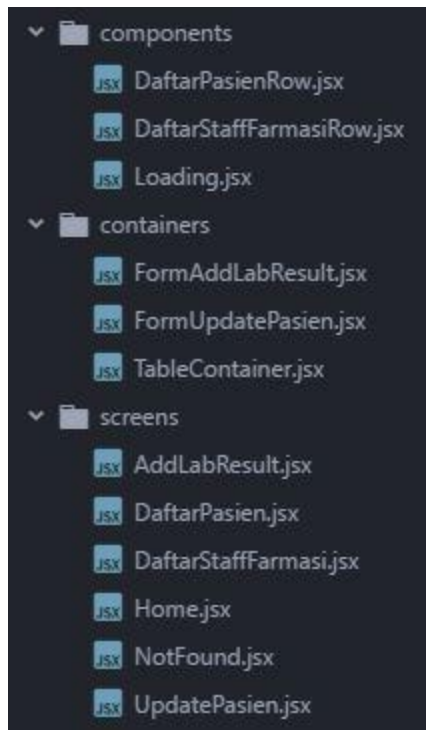 components
JSX DaftarPasienRow.jsx
JSX DaftarStaffFarmasiRow.jsx
JSX Loading.jsx
containers
JSX FormAddLabResult.jsx
JSX FormUpdatePasien.jsx
JSX TableContainer.jsx
screens
JSX AddLabResult.jsx
JSX DaftarPasien.jsx
JSX DaftarStaffFarmasi.jsx
JSX Home.jsx
JSX NotFound.jsx
JSX UpdatePasien.jsx